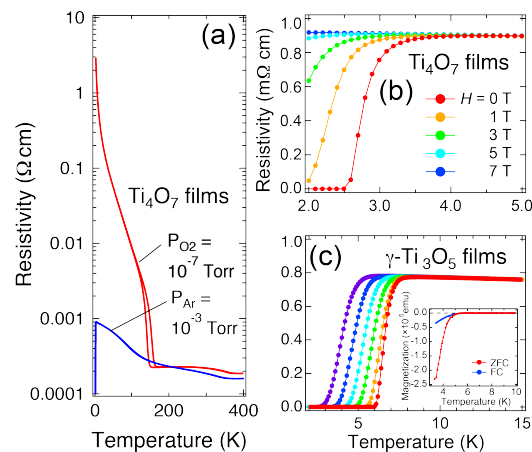 (a)
Resistivity (Ω cm)
1
0.1
0.01
0.001
0.0001
Ti4O7 films
PO2 =
10-7 Torr
PAr =
10-3 Torr
0
200
400
Temperature (K)
Resistivity (mΩ cm)
0.8
0.6
0.4
0.2
0.0
Ti4O7 films
(b)
H = 0 T
1 T
3 T
5 T
7 T
2.0
3.0
4.0
5.0
(c)
γ-Ti3O5 films
1.0
0.8
0.6
0.4
0.2
0.0
5
10
15
Temperature (K)
Magnetization (×10-5emu)
0.0
-0.5
-1.0
-1.5
-2.0
-2.5
ZFC
FC
4
6
8
10
Temperature (K)